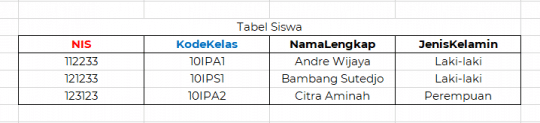 Tabel Siswa
NIS KodeKelas NamaLengkap JenisKelamin
112233 10IPA1 Andre Wijaya Laki-laki
121233 10IPS1 Bambang Sutedjo Laki-laki
123123 10IPA2 Citra Aminah Perempuan